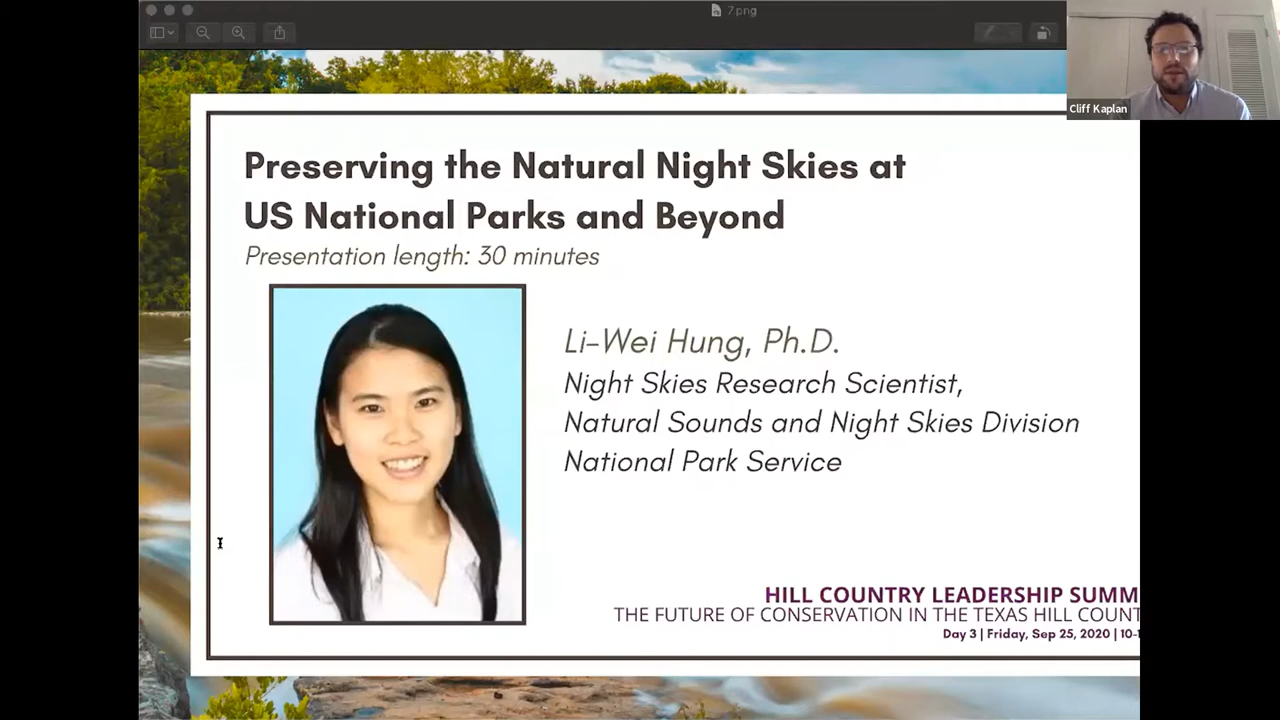 7.png
Cliff Kaplan
Preserving the Natural Night Skies at
US National Parks and Beyond
Presentation length: 30 minutes
Li-Wei Hung, Ph.D.
Night Skies Research Scientist,
Natural Sounds and Night Skies Division
National Park Service
HILL COUNTRY LEADERSHIP SUMM
THE FUTURE OF CONSERVATION IN THE TEXAS HILL COUNT
Day 3 | Friday, Sep 25, 2020 | 10-1